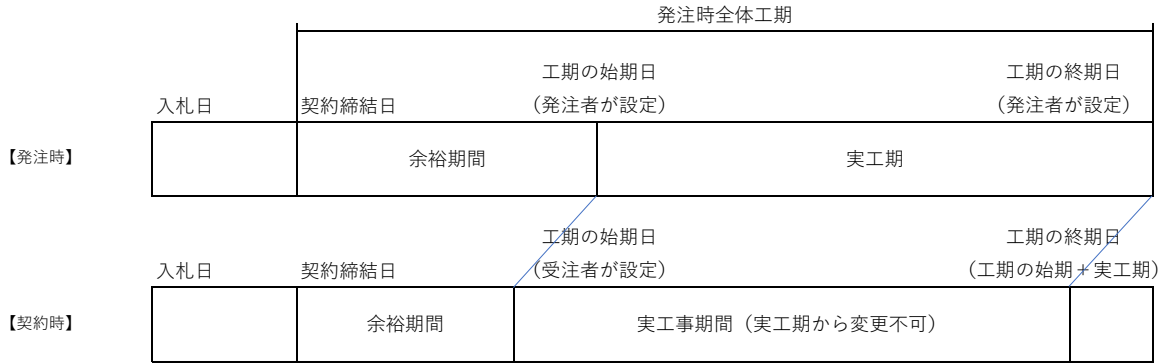 発注時全体工期
工期の始期日 工期の終期日
入札日 契約締結日 (発注者が設定) (発注者が設定)
【発注時】 余裕期間 実工期
工期の始期日 工期の終期日
入札日 契約締結日 (受注者が設定) (工期の始期+実工期)
【契約時】 余裕期間 実工事期間(実工期から変更不可)